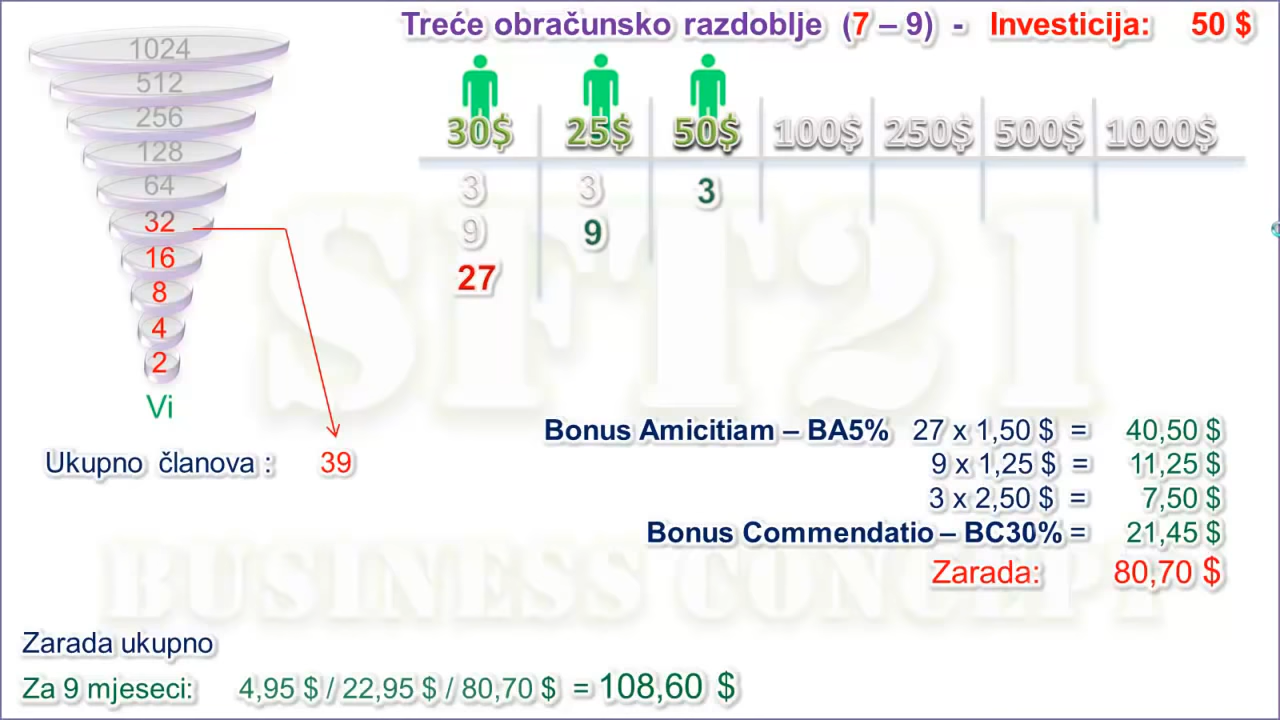 Treće obračunsko razdoblje (7 – 9) - Investicija: 50 $
1024
512
256
128
64
32
16
8
4
2
Vi
Ukupno članova : 39
30$ 25$ 50$ 100$ 250$ 500$ 1000$
3 3 3
9 9
27
SFT21
BUSINESS CONCEPT
Bonus Amicitiam – BA5% 27 x 1,50 $ = 40,50 $
9 x 1,25 $ = 11,25 $
3 x 2,50 $ = 7,50 $
Bonus Commendatio – BC30% = 21,45 $
Zarada: 80,70 $
Zarada ukupno
Za 9 mjeseci: 4,95 $ / 22,95 $ / 80,70 $ = 108,60 $